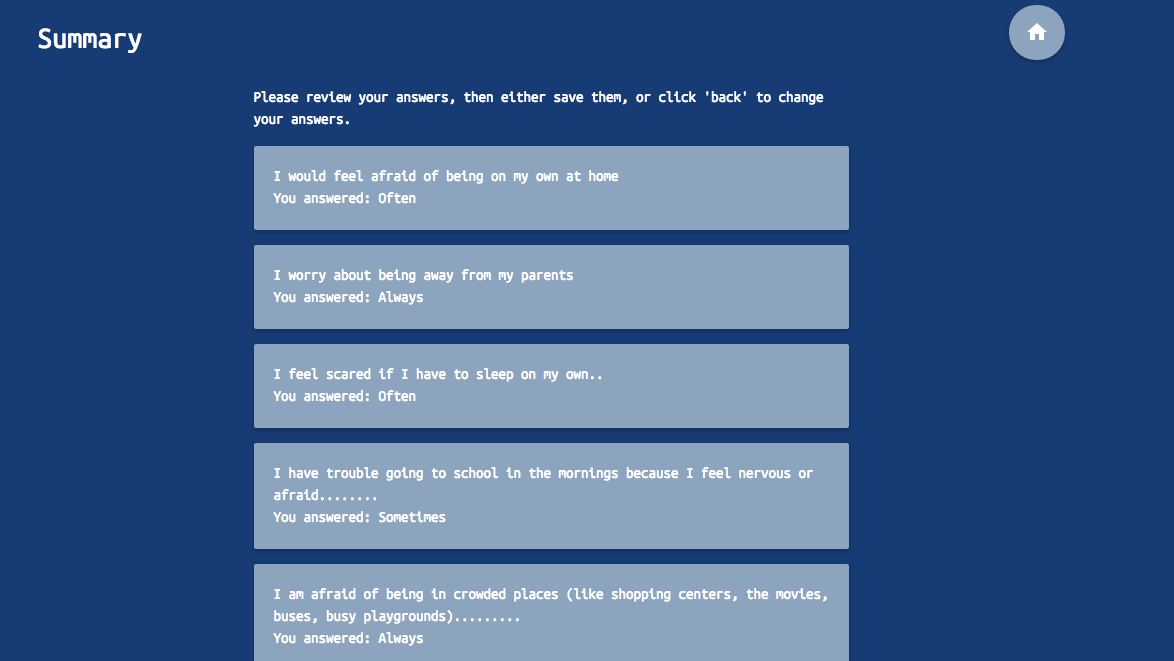 Summary
Please review your answers, then either save them, or click 'back' to change
your answers.
I would feel afraid of being on my own at home
You answered: Often
I worry about being away from my parents
You answered: Always
I feel scared if I have to sleep on my own..
You answered: Often
I have trouble going to school in the mornings because I feel nervous or
afraid........
You answered: Sometimes
I am afraid of being in crowded places (like shopping centers, the movies,
buses, busy playgrounds).........
You answered: Always